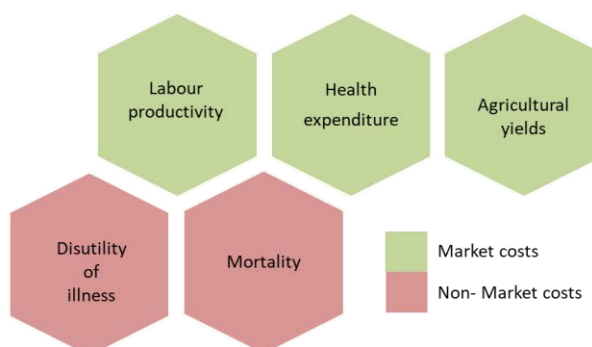 Labour
productivity
Health
expenditure
Agricultural
yields
Disutility
of
illness
Mortality
Market costs
Non- Market costs